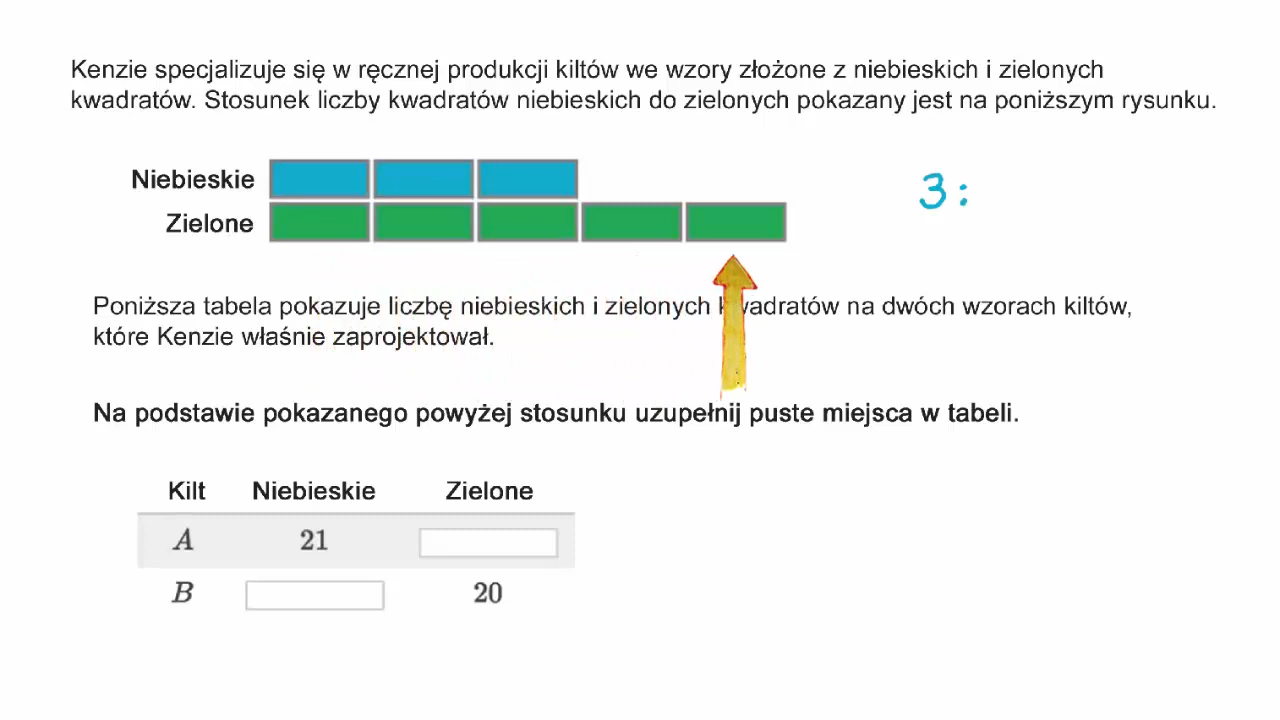 Kenzie specjalizuje się w ręcznej produkcji kiltów we wzory złożone z niebieskich i zielonych
kwadratów. Stosunek liczby kwadratów niebieskich do zielonych pokazany jest na poniższym rysunku.
Niebieskie
3:
Zielone
Poniższa tabela pokazuje liczbę niebieskich i zielonych kwadratów na dwóch wzorach kiltów,
które Kenzie właśnie zaprojektował.
Na podstawie pokazanego powyżej stosunku uzupełnij puste miejsca w tabeli.
Kilt Niebieskie Zielone
A 21
B 20